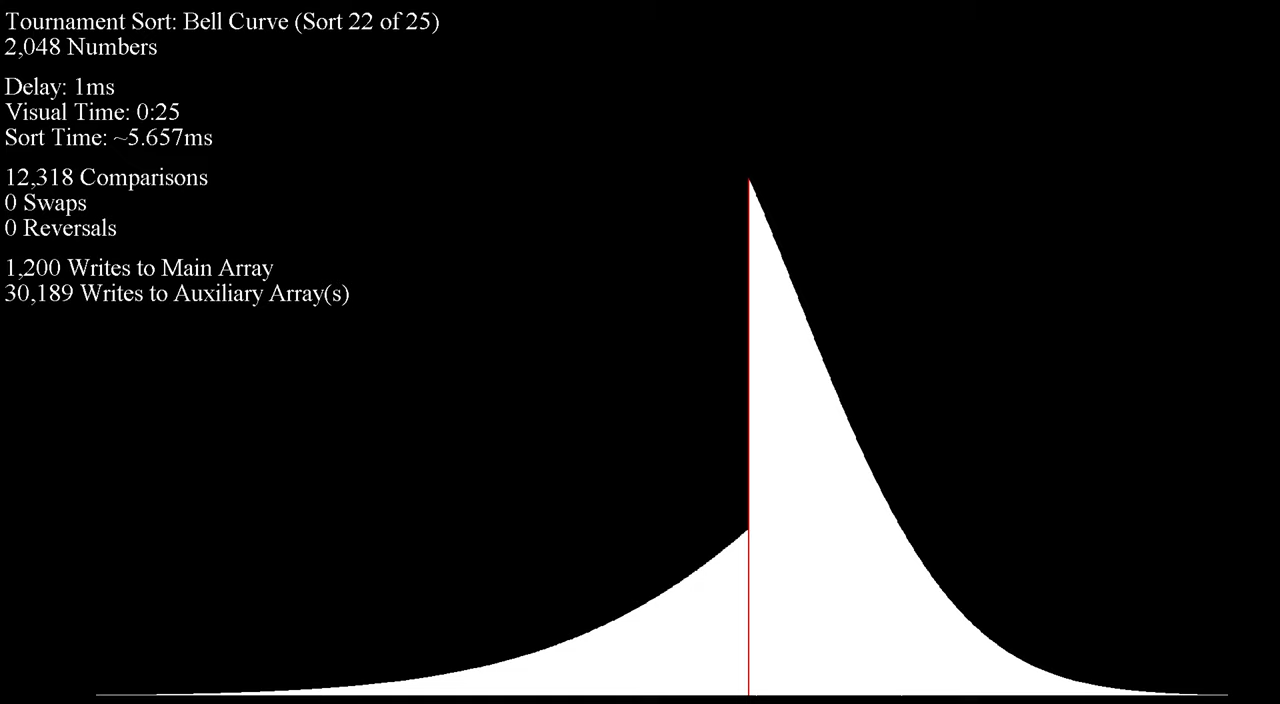 Tournament Sort: Bell Curve (Sort 22 of 25)
2,048 Numbers
Delay: 1ms
Visual Time: 0:25
Sort Time: ~5.657ms
12,318 Comparisons
0 Swaps
0 Reversals
1,200 Writes to Main Array
30,189 Writes to Auxiliary Array(s)